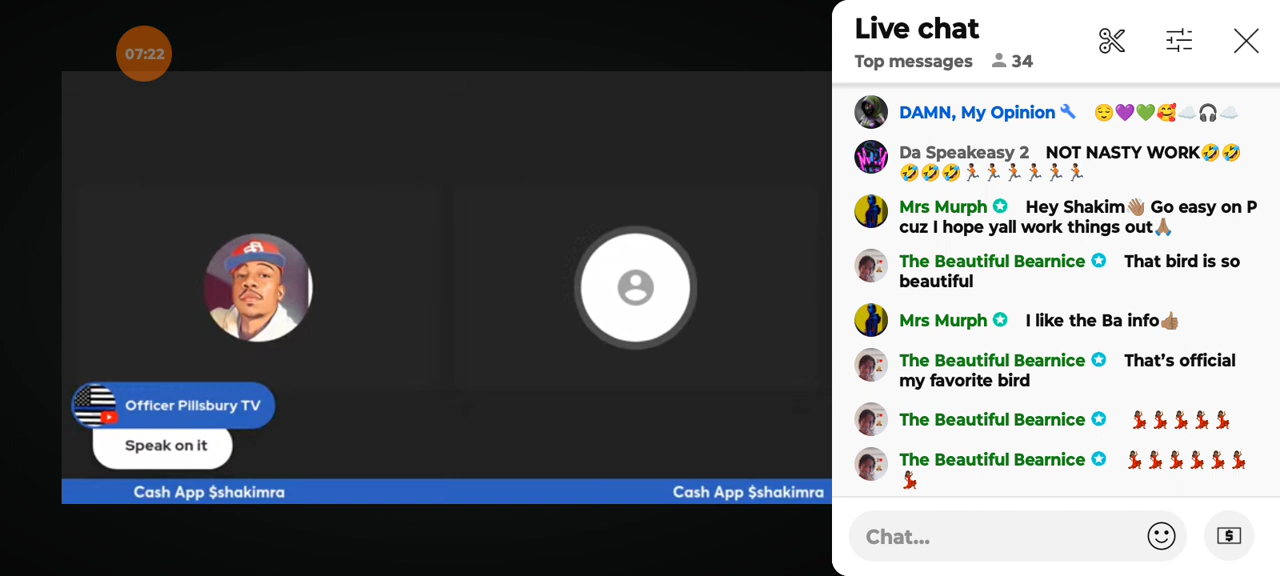 07:22
Officer Pillsbury TV
Speak on it
Cash App $shakimra
Cash App $shakimra
Live chat
Top messages 34
DAMN, My Opinion 😌💜💚🥰☁️🎧☁️
Da Speakeasy 2 NOT NASTY WORK🤣🤣
🤣🤣🤣🏃🏽🏃🏽🏃🏽🏃🏽🏃🏽🏃🏽
Mrs Murph Hey Shakim👋🏽 Go easy on P
cuz I hope yall work things out🙏🏽
The Beautiful Bearnice That bird is so
beautiful
Mrs Murph I like the Ba info👍🏽
The Beautiful Bearnice That’s official
my favorite bird
The Beautiful Bearnice 💃🏾💃🏾💃🏾💃🏾💃🏾
The Beautiful Bearnice 💃🏾💃🏾💃🏾💃🏾💃🏾💃🏾
💃🏾
Chat...
$